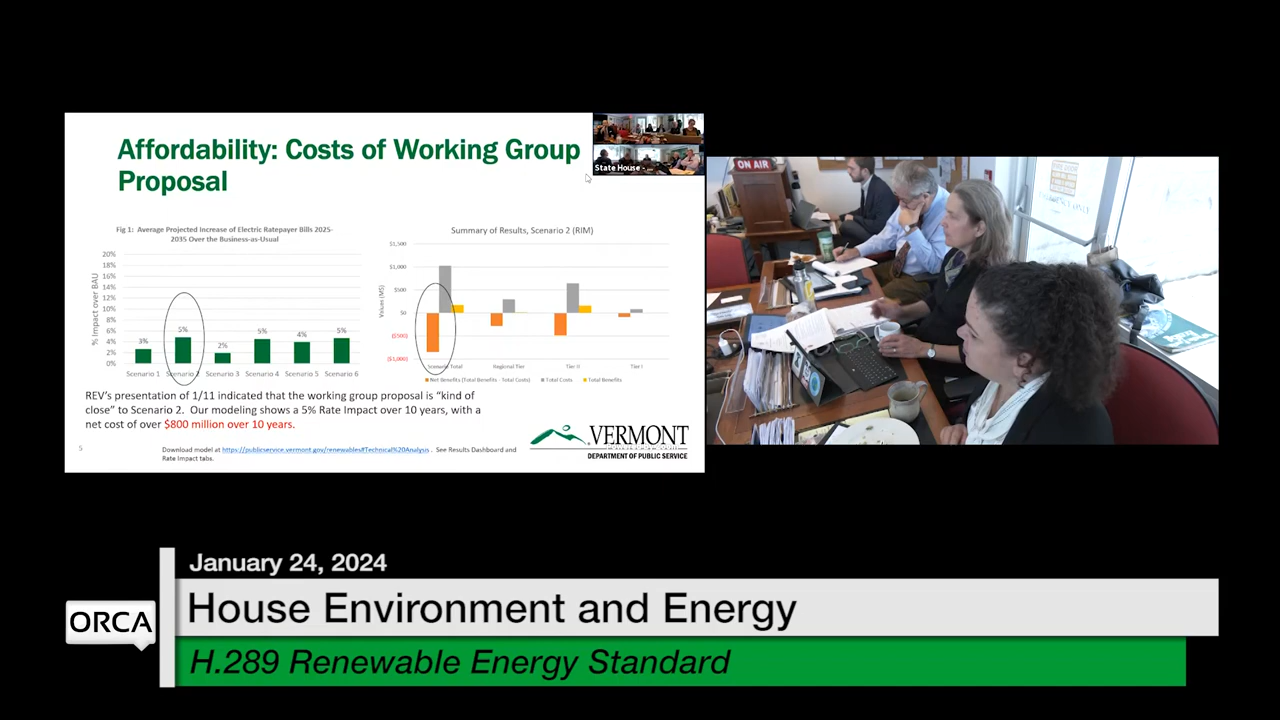 Affordability: Costs of Working Group
Proposal
State House
Fig 1: Average Projected Increase of Electric Ratepayer Bills 2025-
2035 Over the Business-as-Usual
% Impact over BAU
20%
18%
16%
14%
12%
10%
8%
6%
4%
2%
0%
3%
5%
2%
5%
4%
5%
Scenario 1
Scenario 2
Scenario 3
Scenario 4
Scenario 5
Scenario 6
Summary of Results, Scenario 2 (RIM)
Values (M$)
$1,500
$1,000
$500
$0
($500)
($1,000)
Scenario Total
Regional Tier
Tier II
Tier I
Net Benefits (Total Benefits - Total Costs)
Total Costs
Total Benefits
REV's presentation of 1/11 indicated that the working group proposal is "kind of
close" to Scenario 2. Our modeling shows a 5% Rate Impact over 10 years, with a
net cost of over $800 million over 10 years.
5
Download model at https://publicservice.vermont.gov/renewables#Technical%20Analysis . See Results Dashboard and
Rate Impact tabs.
VERMONT
DEPARTMENT OF PUBLIC SERVICE
ON AIR
January 24, 2024
ORCA
House Environment and Energy
H.289 Renewable Energy Standard